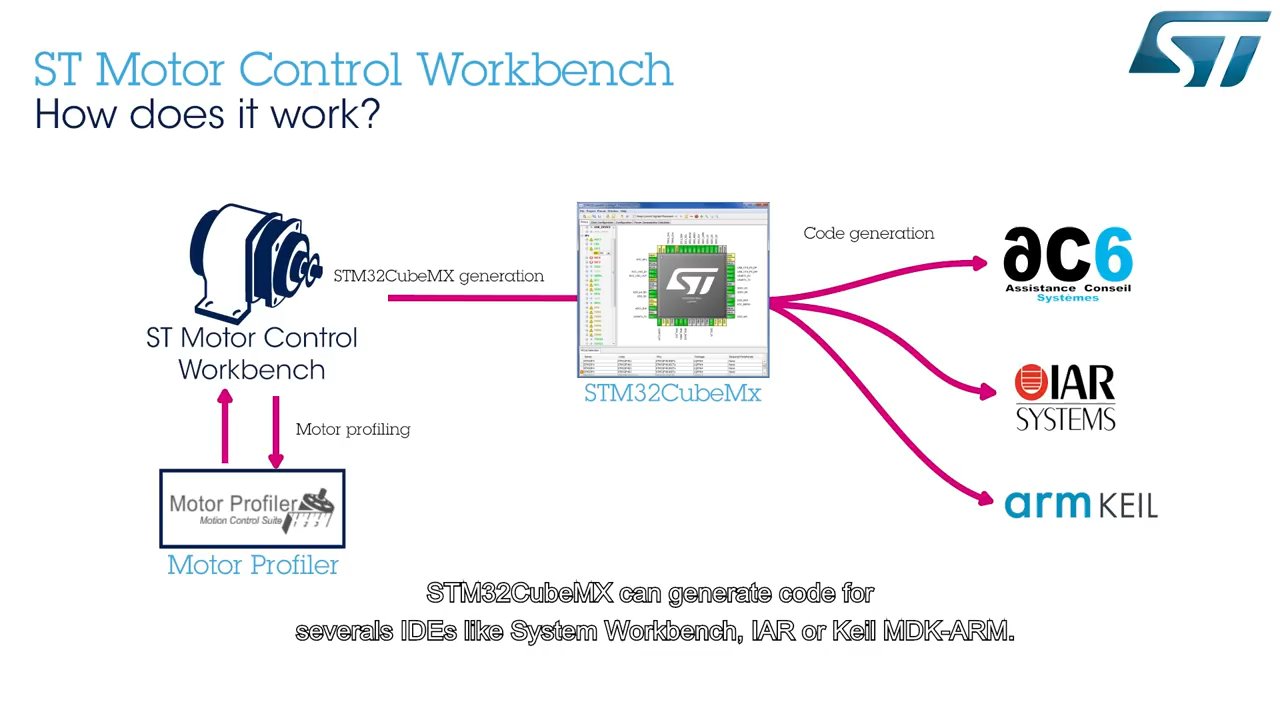 ST Motor Control Workbench
How does it work?
Code generation
STM32CubeMX generation
ac6
Assistance Conseil
Systèmes
ST Motor Control
Workbench
STM32CubeMx
IAR
SYSTEMS
Motor profiling
Motor Profiler
Motion Control Suite
arm KEIL
Motor Profiler
STM32CubeMX can generate code for
severals IDEs like System Workbench, IAR or Keil MDK-ARM.